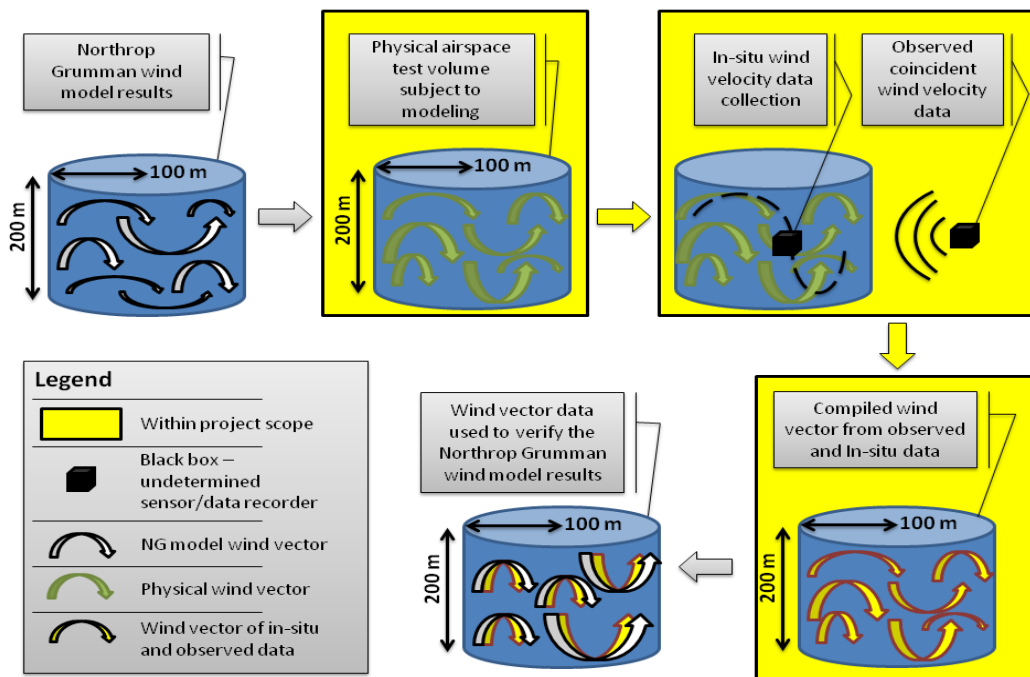 Northrop
Grumman wind
model results
Physical airspace
test volume
subject to
modeling
In-situ wind
velocity data
collection
Observed
coincident
wind velocity
data
100 m
200 m
100 m
200 m
Legend
Within project scope
Black box –
undetermined
sensor/data recorder
NG model wind vector
Physical wind vector
Wind vector of in-situ
and observed data
Wind vector data
used to verify the
Northrop Grumman
wind model results
100 m
200 m
Compiled wind
vector from observed
and In-situ data
100 m
200 m